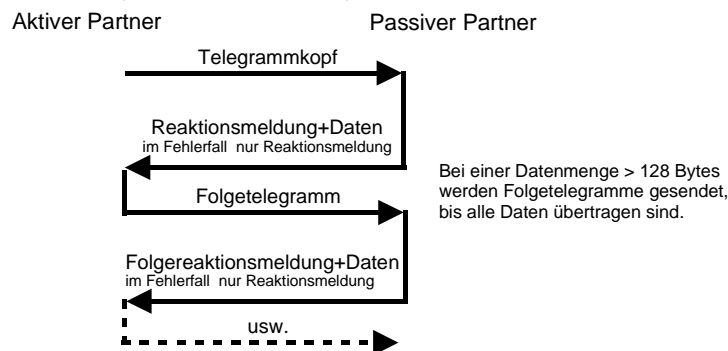 Aktiver Partner
Passiver Partner
Telegrammkopf
Reaktionsmeldung+Daten
im Fehlerfall nur Reaktionsmeldung
Bei einer Datenmenge > 128 Bytes
werden Folgetelegramme gesendet,
bis alle Daten übertragen sind.
Folgetelegramm
Folgereaktionsmeldung+Daten
im Fehlerfall nur Reaktionsmeldung
usw.